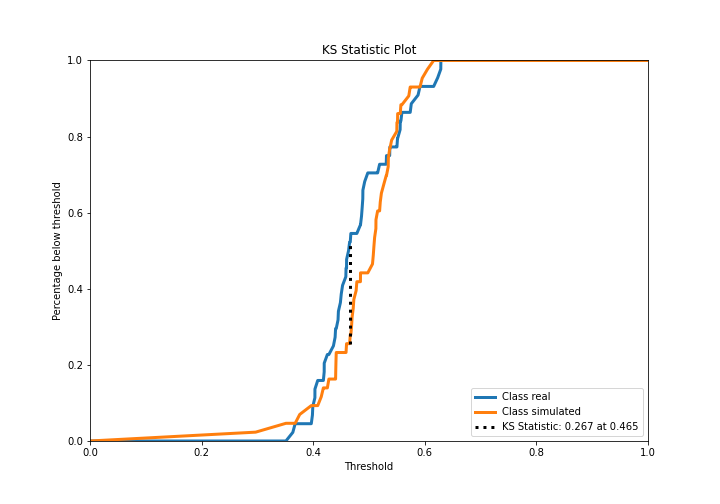 KS Statistic Plot
1.0
0.8
0.6
0.4
0.2
0.0
Percentage below threshold
Class real
Class simulated
KS Statistic: 0.267 at 0.465
0.0 0.2 0.4 0.6 0.8 1.0
Threshold